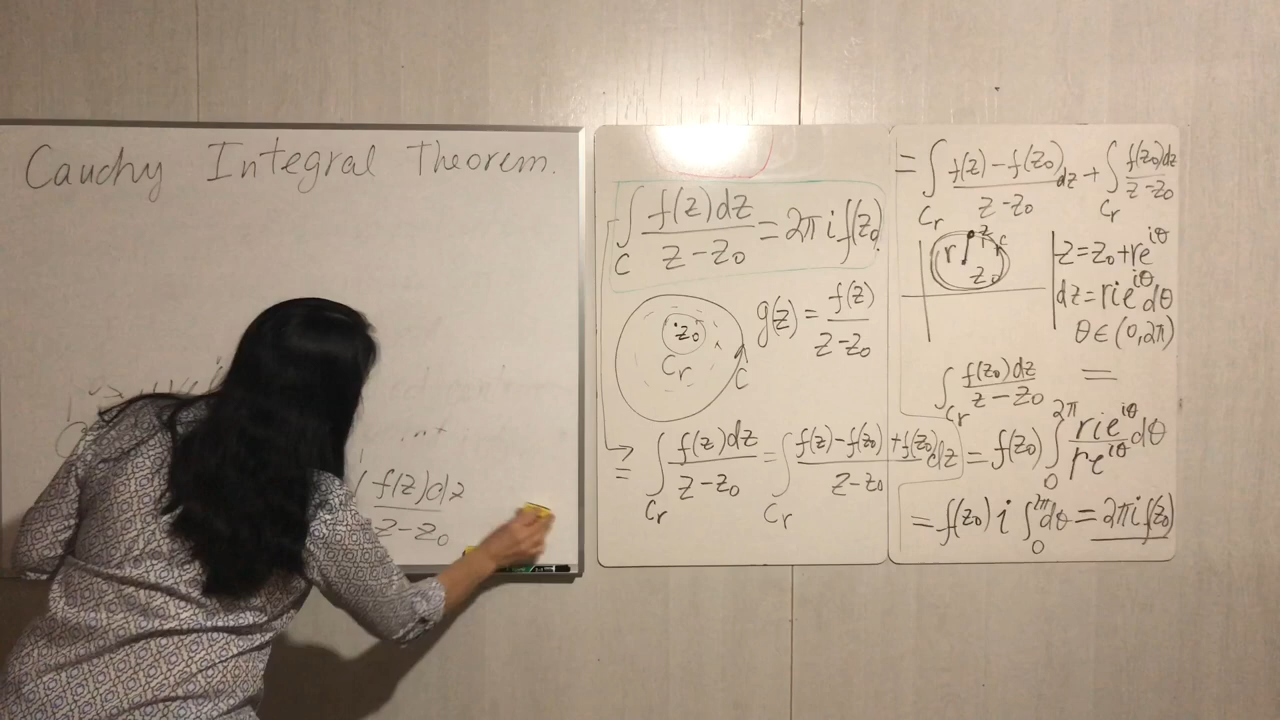 Cauchy Integral Theorem.
∫ f(z)dz / z-z₀
∫_C f(z)dz / z-z₀ = 2πi f(z₀).
z₀
C_r
C
g(z) = f(z) / z-z₀
⇒ = ∫_{C_r} f(z)dz / z-z₀ = ∫_{C_r} f(z)-f(z₀)+f(z₀) / z-z₀ dz
= ∫_{C_r} f(z)-f(z₀) / z-z₀ dz + ∫_{C_r} f(z₀)dz / z-z₀
r z z₀ C
z = z₀+re^{iθ}
dz = rie^{iθ}dθ
θ∈(0,2π)
∫_{C_r} f(z₀)dz / z-z₀ =
= f(z₀) ∫_0^{2π} rie^{iθ} / re^{iθ} dθ
= f(z₀) i ∫_0^{2π} dθ = 2πi f(z₀)